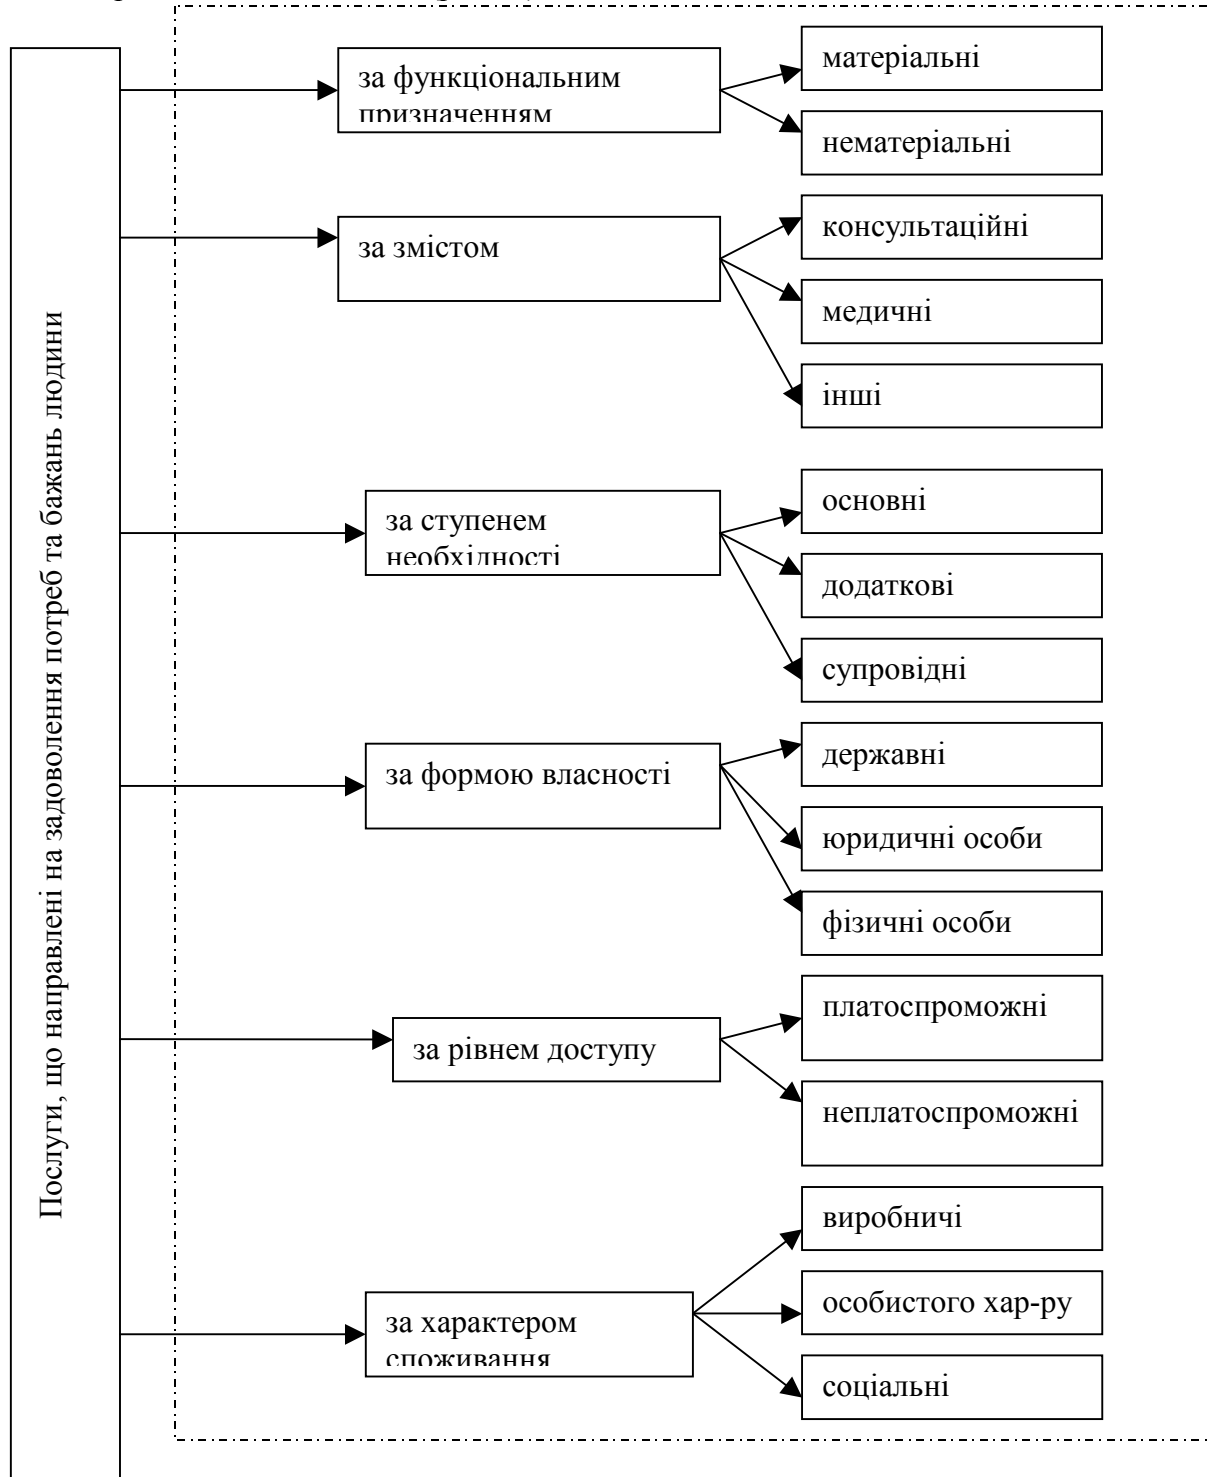 Послуги, що направлені на задоволення потреб та бажань людини
за функціональним
призначенням
матеріальні
нематеріальні
за змістом
консультаційні
медичні
інші
за ступенем
необхідності
основні
додаткові
супровідні
за формою власності
державні
юридичні особи
фізичні особи
за рівнем доступу
платоспроможні
неплатоспроможні
за характером
споживання
виробничі
особистого хар-ру
соціальні